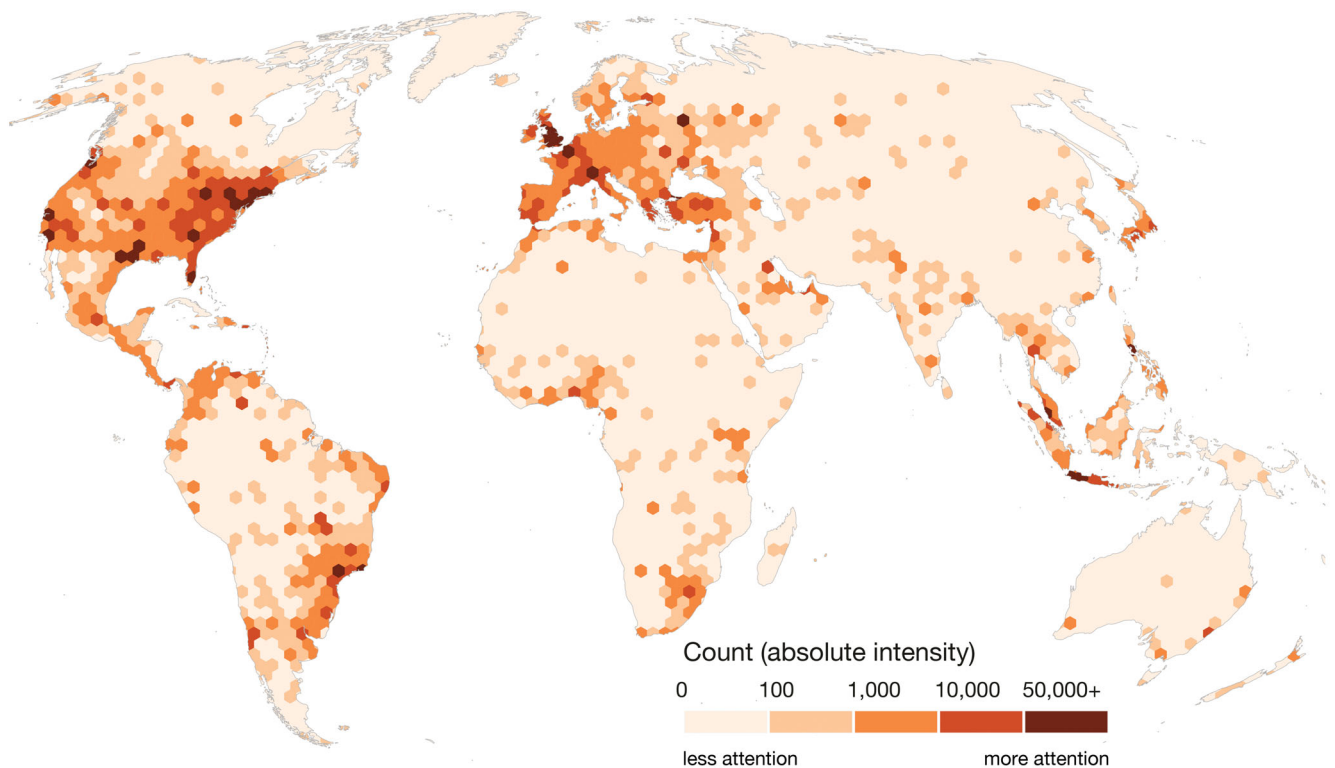 Count (absolute intensity)
0 100 1,000 10,000 50,000+
less attention more attention